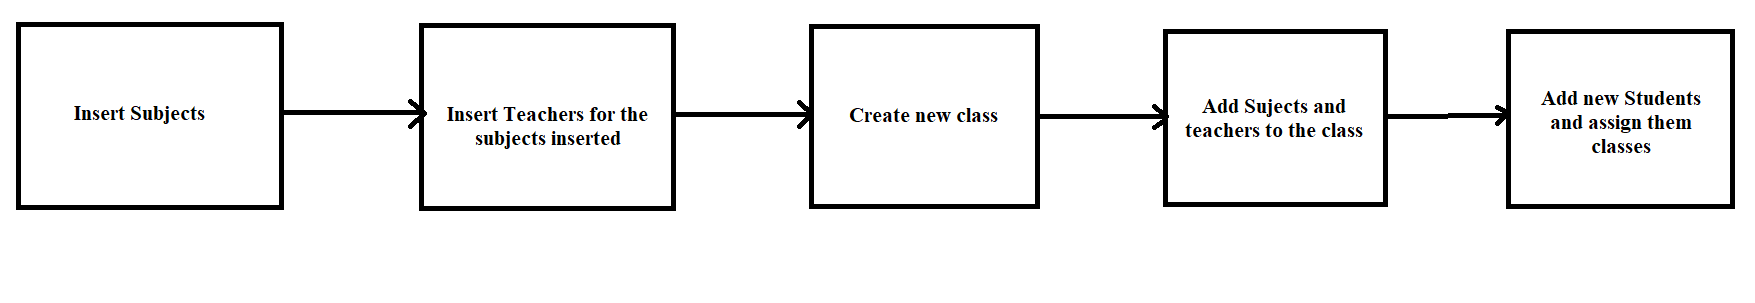 Insert Subjects
Insert Teachers for the
subjects inserted
Create new class
Add Sujects and
teachers to the class
Add new Students
and assign them
classes